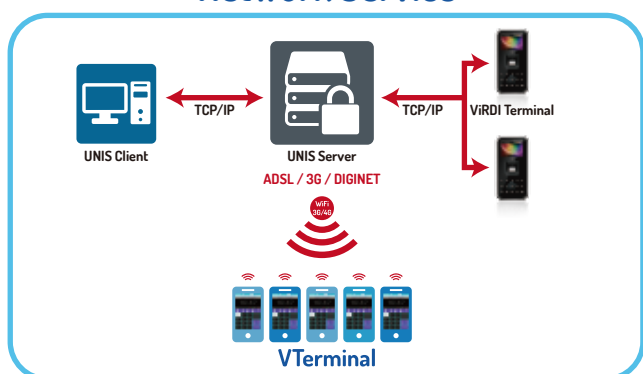 TCP/IP
TCP/IP
ViRDI Terminal
UNIS Client
UNIS Server
ADSL / 3G / DIGINET
WiFi
3G/4G
VTerminal